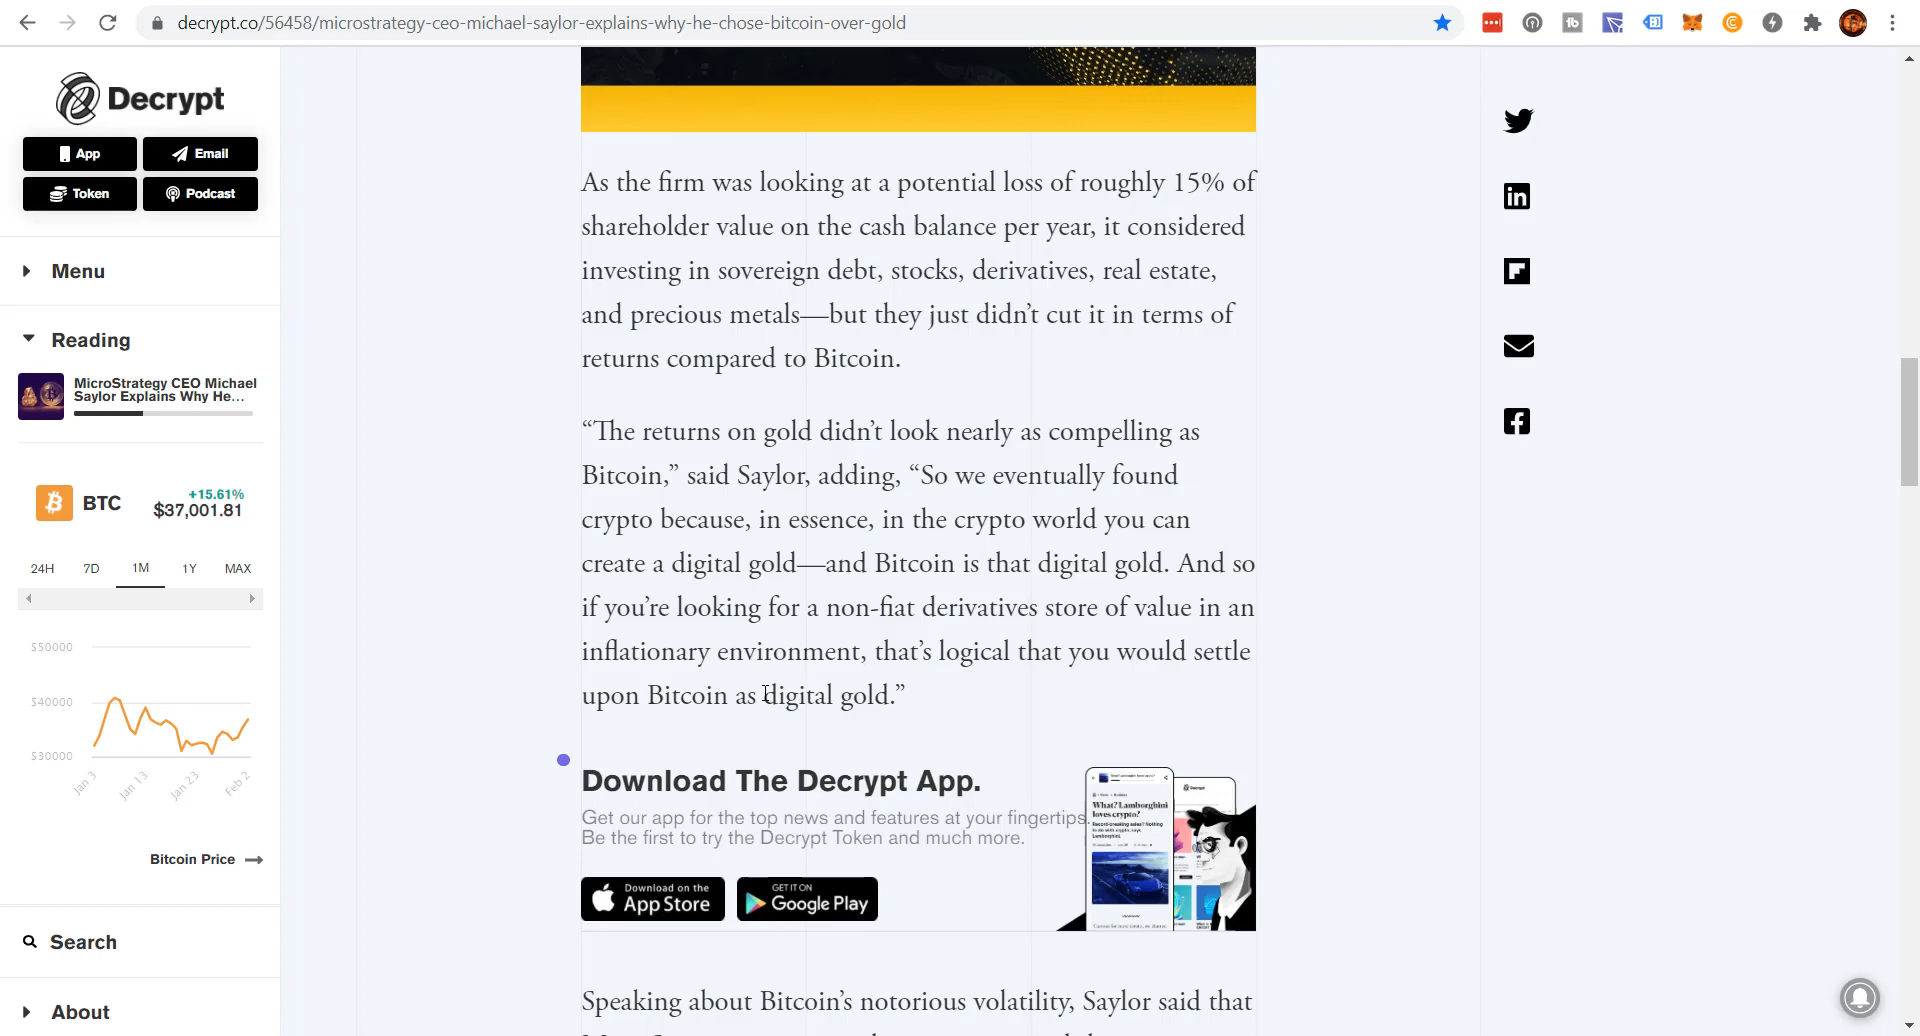 decrypt.co/56458/microstrategy-ceo-michael-saylor-explains-why-he-chose-bitcoin-over-gold
Decrypt
App
Email
Token
Podcast
Menu
Reading
MicroStrategy CEO Michael
Saylor Explains Why He...
BTC
+15.61%
$37,001.81
24H 7D 1M 1Y MAX
$50000
$40000
$30000
Jan 3 Jan 13 Jan 23 Feb 2
Bitcoin Price
Search
About
As the firm was looking at a potential loss of roughly 15% of
shareholder value on the cash balance per year, it considered
investing in sovereign debt, stocks, derivatives, real estate,
and precious metals—but they just didn’t cut it in terms of
returns compared to Bitcoin.
“The returns on gold didn’t look nearly as compelling as
Bitcoin,” said Saylor, adding, “So we eventually found
crypto because, in essence, in the crypto world you can
create a digital gold—and Bitcoin is that digital gold. And so
if you’re looking for a non-fiat derivatives store of value in an
inflationary environment, that’s logical that you would settle
upon Bitcoin as digital gold.”
Download The Decrypt App.
Get our app for the top news and features at your fingertips.
Be the first to try the Decrypt Token and much more.
Download on the
App Store
GET IT ON
Google Play
What? Lamborghini
loves crypto?
Speaking about Bitcoin’s notorious volatility, Saylor said that